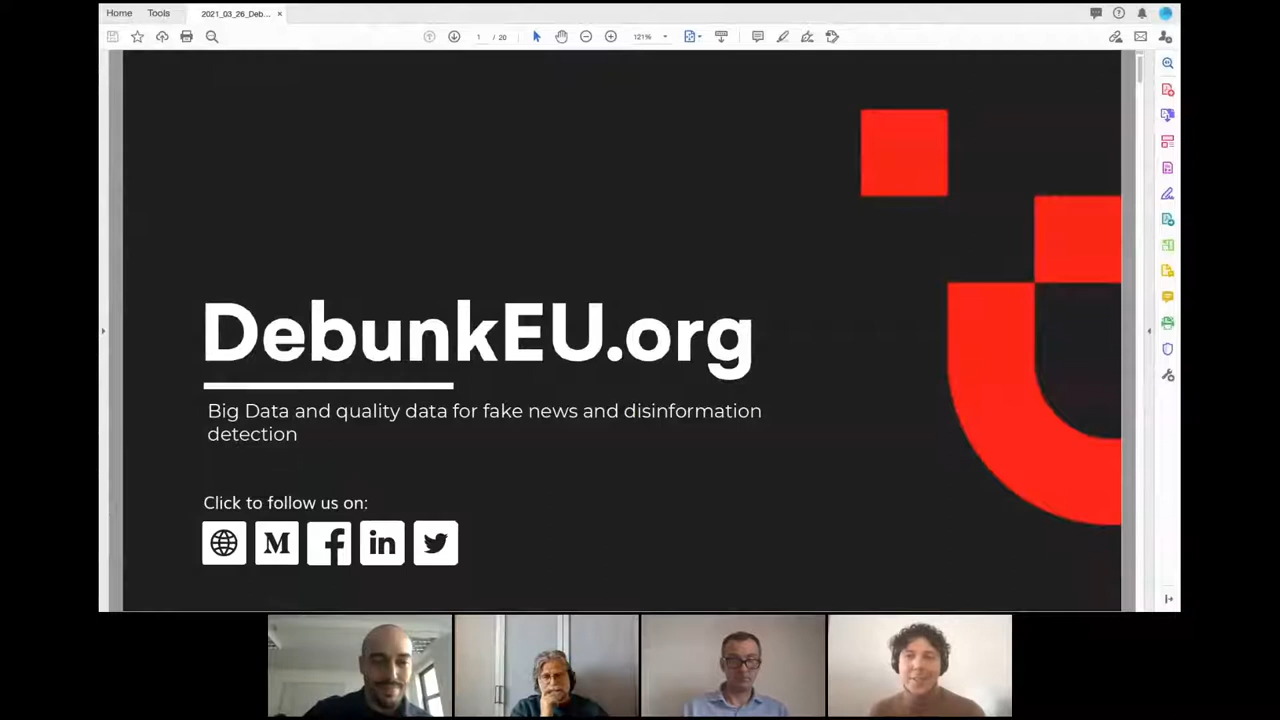 Home Tools 2021_03_26_Deb... ×
1 / 20 121%
DebunkEU.org
Big Data and quality data for fake news and disinformation
detection
Click to follow us on:
M f in